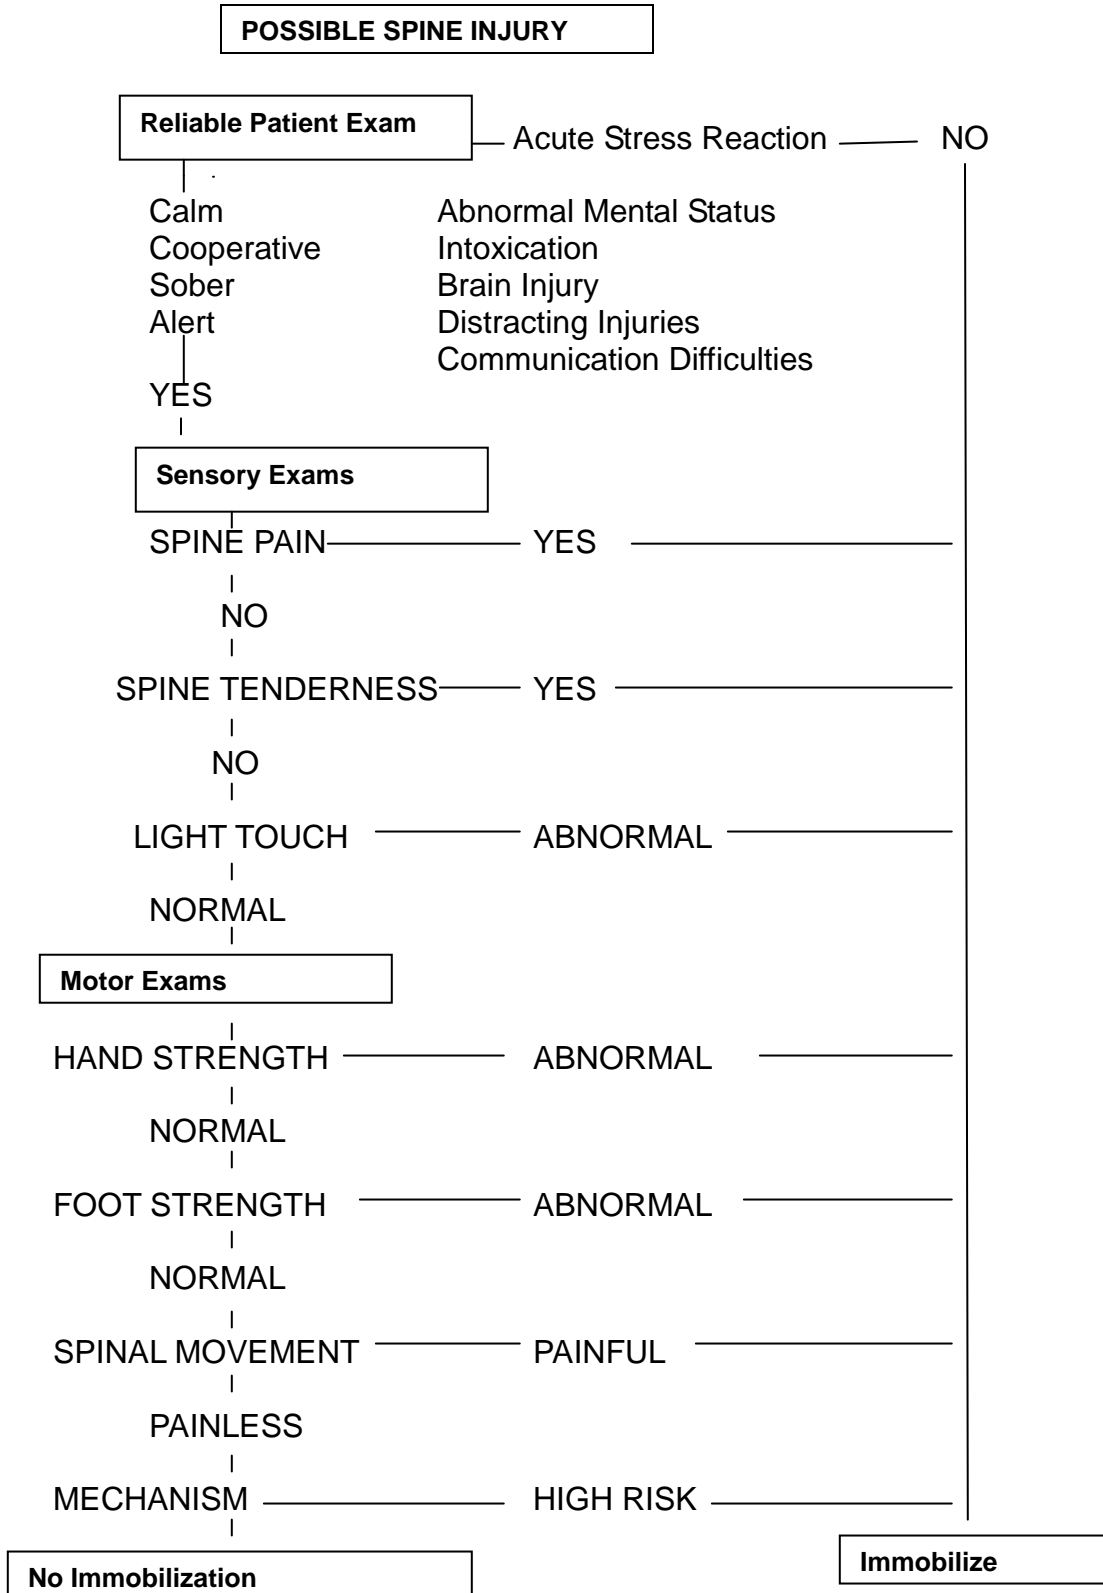 POSSIBLE SPINE INJURY
Reliable Patient Exam
Acute Stress Reaction NO
Calm Abnormal Mental Status
Cooperative Intoxication
Sober Brain Injury
Alert Distracting Injuries
Communication Difficulties
YES
Sensory Exams
SPINE PAIN YES
NO
SPINE TENDERNESS YES
NO
LIGHT TOUCH ABNORMAL
NORMAL
Motor Exams
HAND STRENGTH ABNORMAL
NORMAL
FOOT STRENGTH ABNORMAL
NORMAL
SPINAL MOVEMENT PAINFUL
PAINLESS
MECHANISM HIGH RISK
Immobilize
No Immobilization